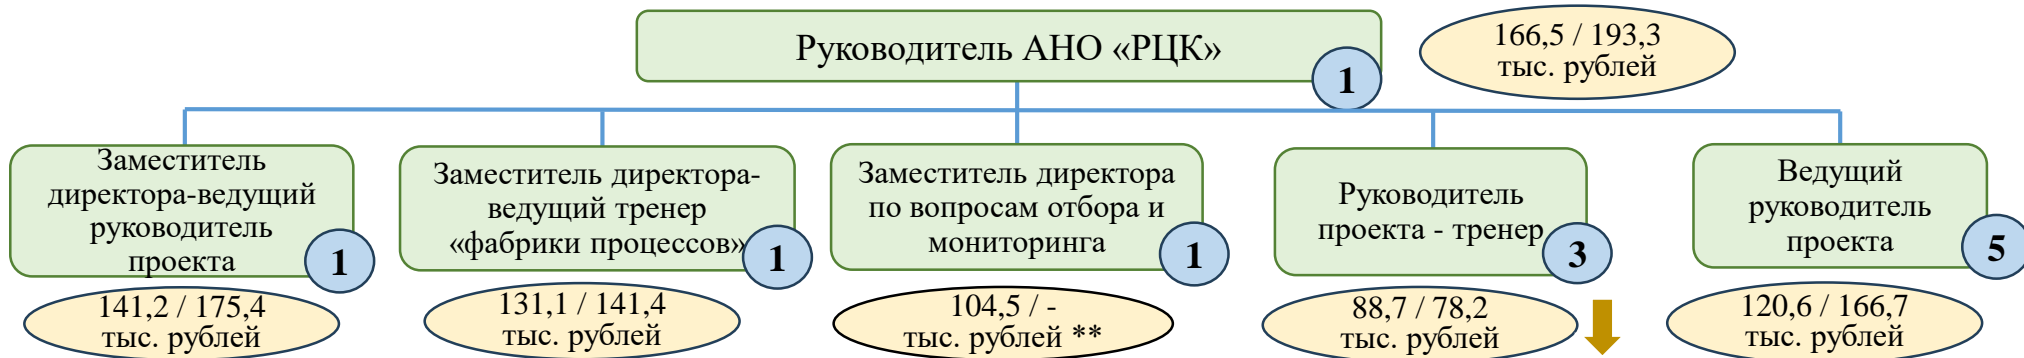 Руководитель АНО «РЦК»
1
166,5 / 193,3
тыс. рублей
Заместитель
директора-ведущий
руководитель
проекта
1
141,2 / 175,4
тыс. рублей
Заместитель директора-
ведущий тренер
«фабрики процессов»
1
131,1 / 141,4
тыс. рублей
Заместитель директора
по вопросам отбора и
мониторинга
1
104,5 / -
тыс. рублей **
Руководитель
проекта - тренер
3
88,7 / 78,2
тыс. рублей
Ведущий
руководитель
проекта
5
120,6 / 166,7
тыс. рублей